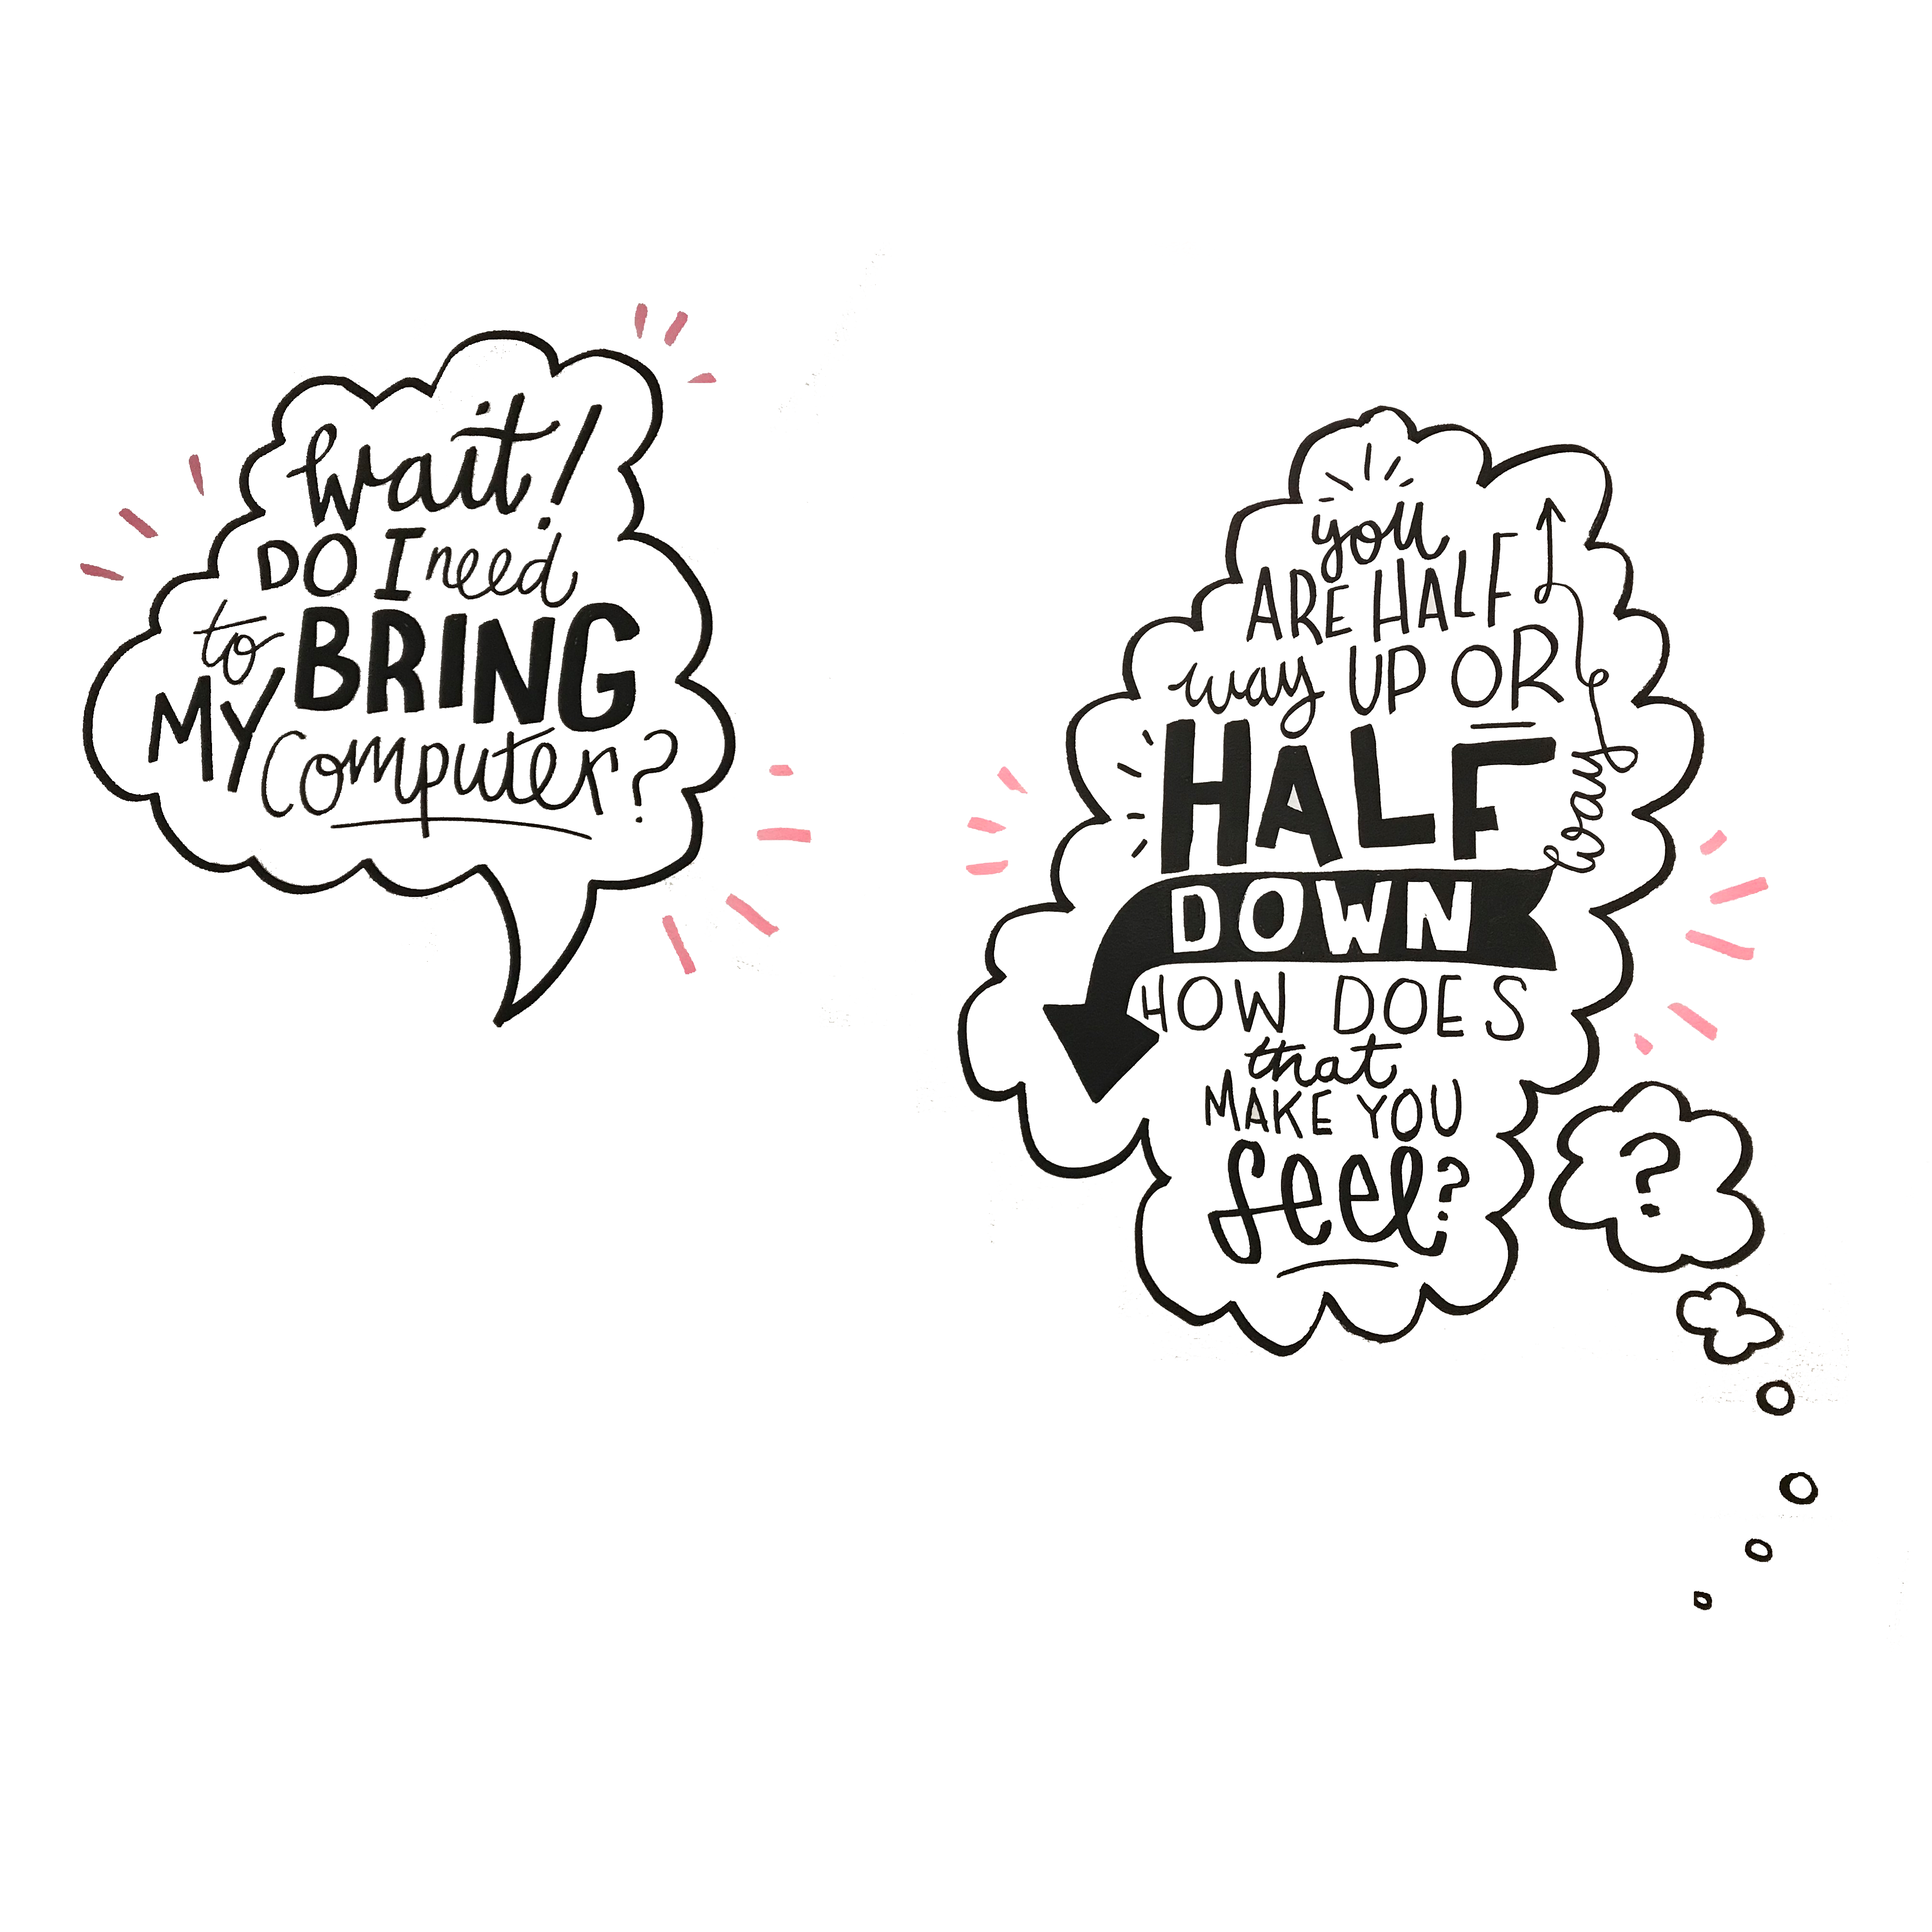 Wait!
DO I need
to BRING
MY
Computer?
you
ARE HALF
way UP OR
HALF
way
DOWN
HOW DOES
that
MAKE YOU
feel?
?